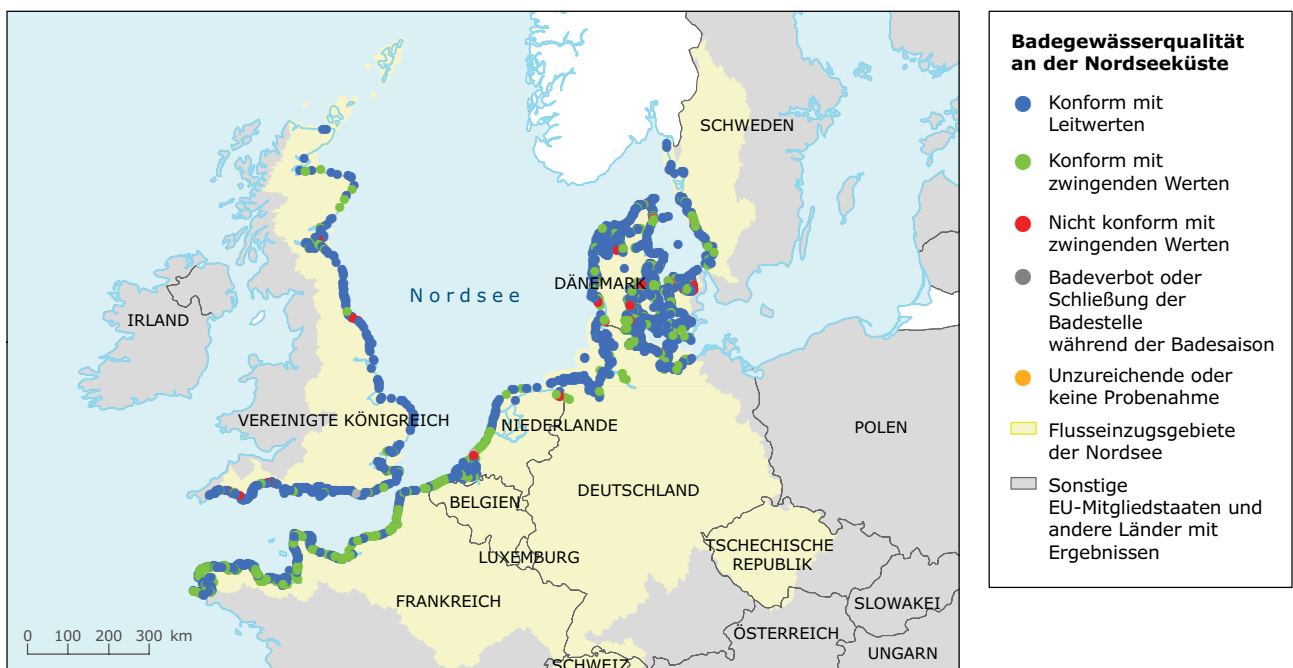 SCHWEDEN
DÄNEMARK
Nordsee
IRLAND
VEREINIGTE KÖNIGREICH
NIEDERLANDE
POLEN
BELGIEN
DEUTSCHLAND
LUXEMBURG
TSCHECHISCHE
REPUBLIK
FRANKREICH
SLOWAKEI
ÖSTERREICH
UNGARN
SCHWEIZ
0 100 200 300 km
Badegewässerqualität
an der Nordseeküste
Konform mit
Leitwerten
Konform mit
zwingenden Werten
Nicht konform mit
zwingenden Werten
Badeverbot oder
Schließung der
Badestelle
während der Badesaison
Unzureichende oder
keine Probenahme
Flusseinzugsgebiete
der Nordsee
Sonstige
EU-Mitgliedstaaten und
andere Länder mit
Ergebnissen